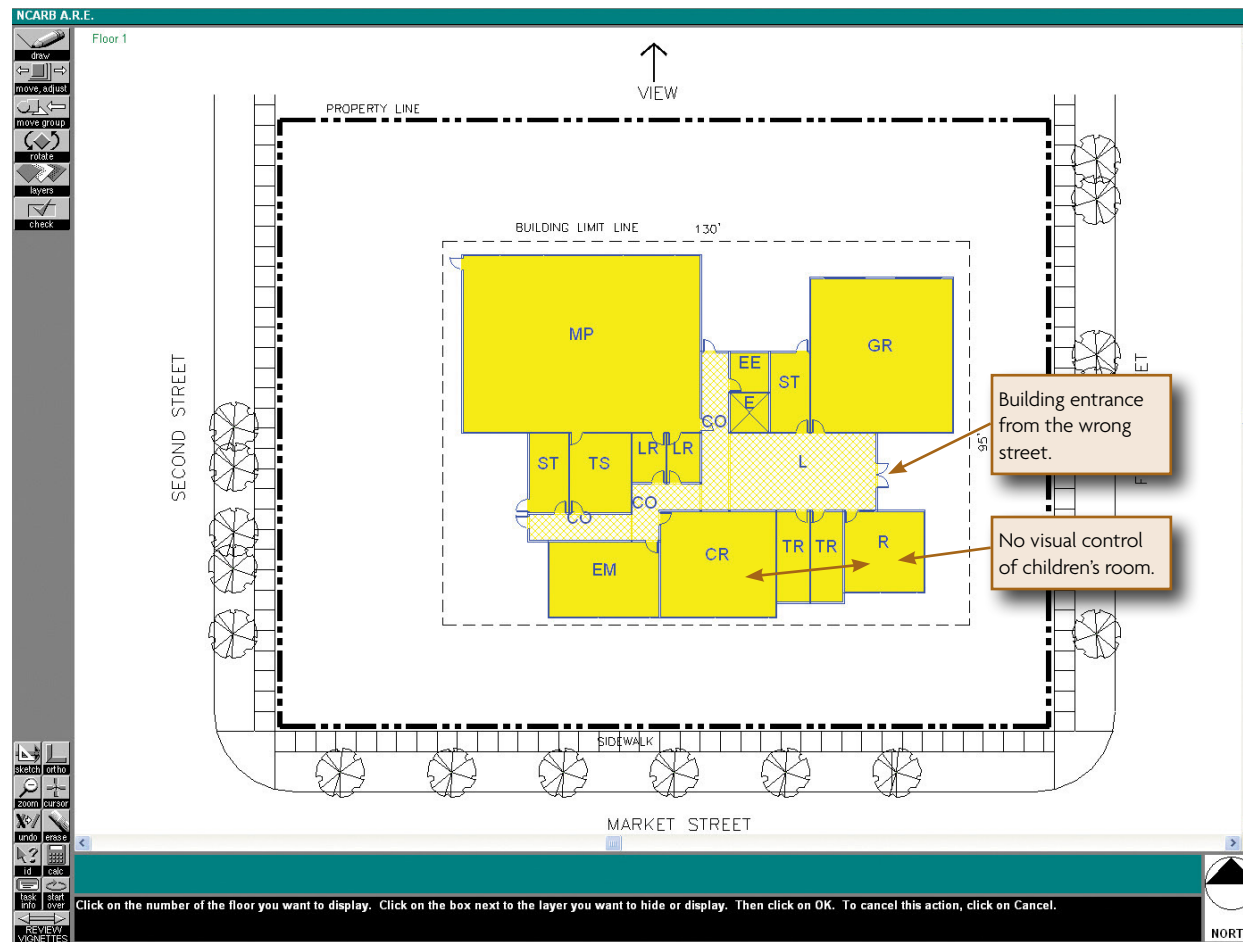 NCARB A.R.E.
draw
move, adjust
move group
rotate
layers
check
Floor 1
VIEW
PROPERTY LINE
BUILDING LIMIT LINE 130'
MP
GR
EE
ST
E
CO
L
ST
TS
LR
LR
CO
CO
EM
CR
TR
TR
R
95'
SECOND STREET
F
ET
Building entrance
from the wrong
street.
No visual control
of children's room.
SIDEWALK
MARKET STREET
sketch ortho
zoom cursor
undo erase
id calc
task info
start over
REVIEW
VIGNETTES
Click on the number of the floor you want to display. Click on the box next to the layer you want to hide or display. Then click on OK. To cancel this action, click on Cancel.
NORT